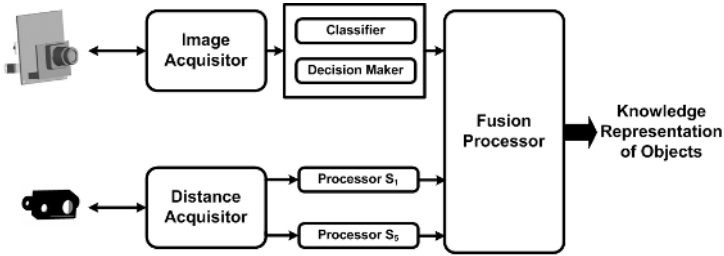 Image
Acquisitor
Classifier
Decision Maker
Fusion
Processor
Knowledge
Representation
of Objects
Distance
Acquisitor
Processor S₁
Processor S₅